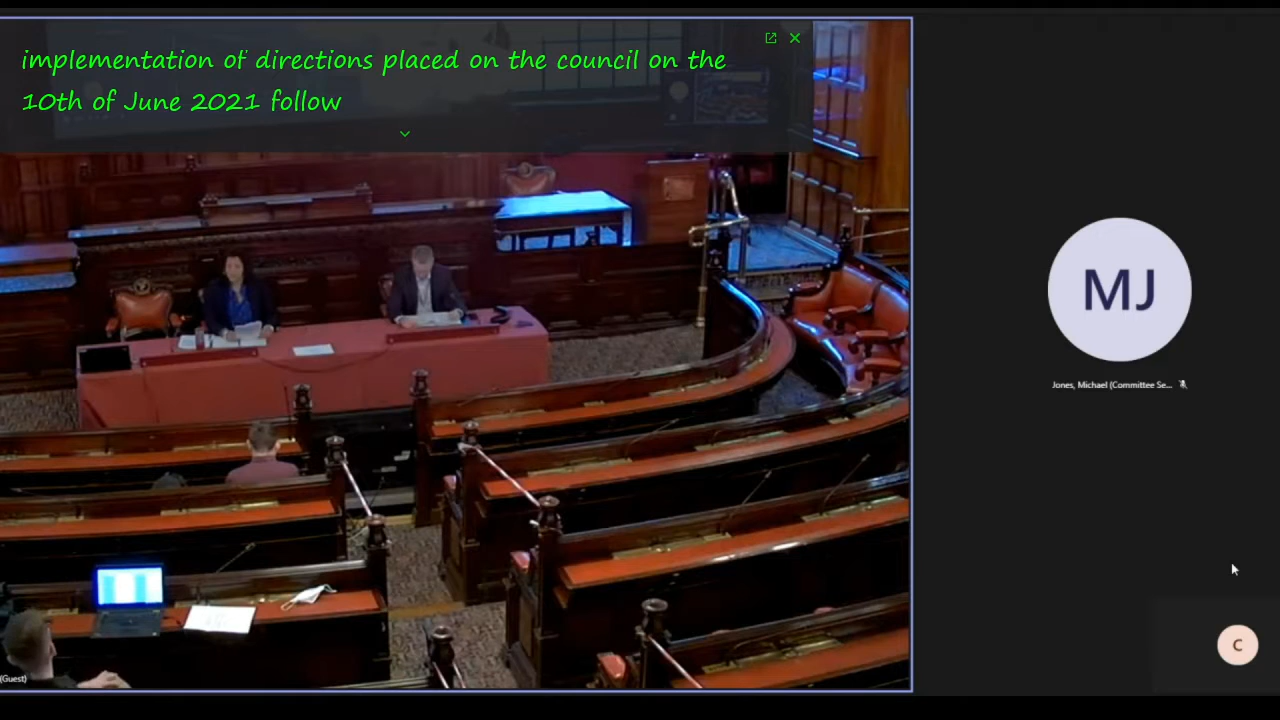 implementation of directions placed on the council on the
10th of June 2021 follow
MJ
Jones, Michael (Committee Se...
C
(Guest)